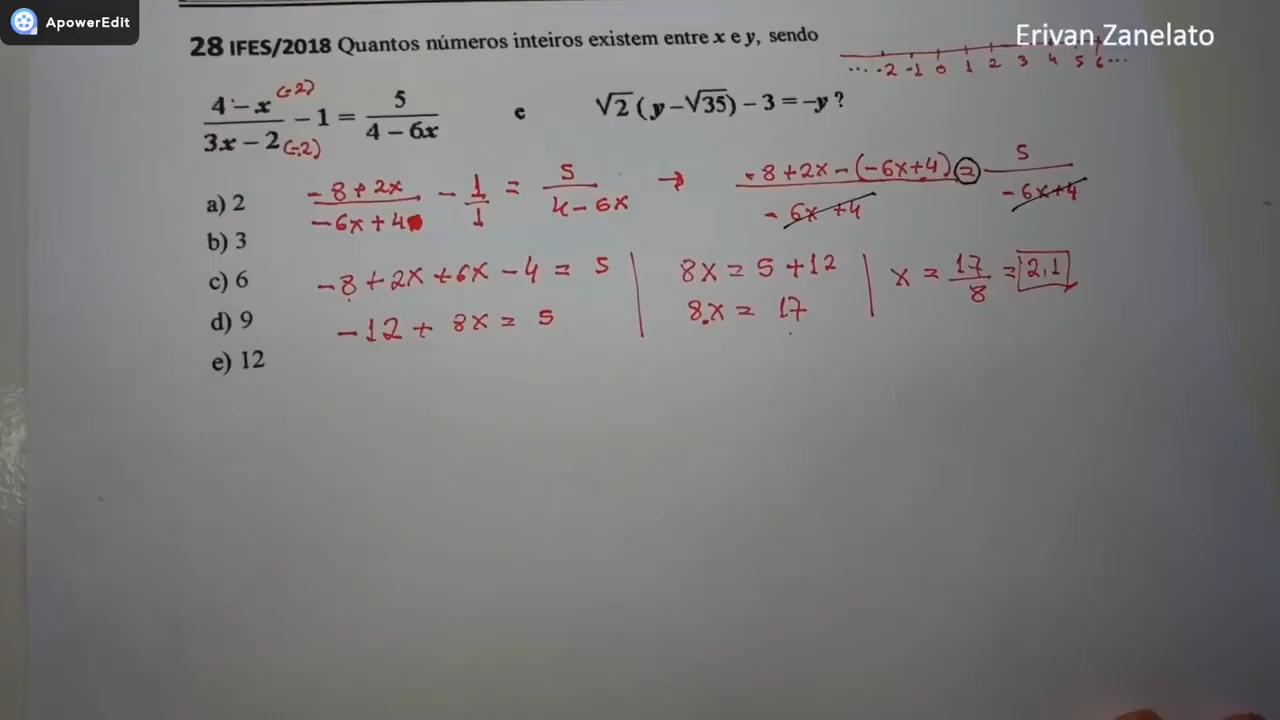 ApowerEdit
Erivan Zanelato
28 IFES/2018 Quantos números inteiros existem entre x e y, sendo
... -2 -1 0 1 2 3 4 5 6 ...
4 - x (-2) / 3x - 2 (-2) - 1 = 5 / 4 - 6x e √2 (y - √35) - 3 = -y ?
a) 2
b) 3
c) 6
d) 9
e) 12
-8 + 2x / -6x + 4 - 1/1 = 5 / 4 - 6x → -8 + 2x - (-6x + 4) / -6x + 4 = 5 / -6x + 4
-8 + 2x + 6x - 4 = 5
-12 + 8x = 5
8x = 5 + 12
8x = 17
x = 17/8 = 2,1